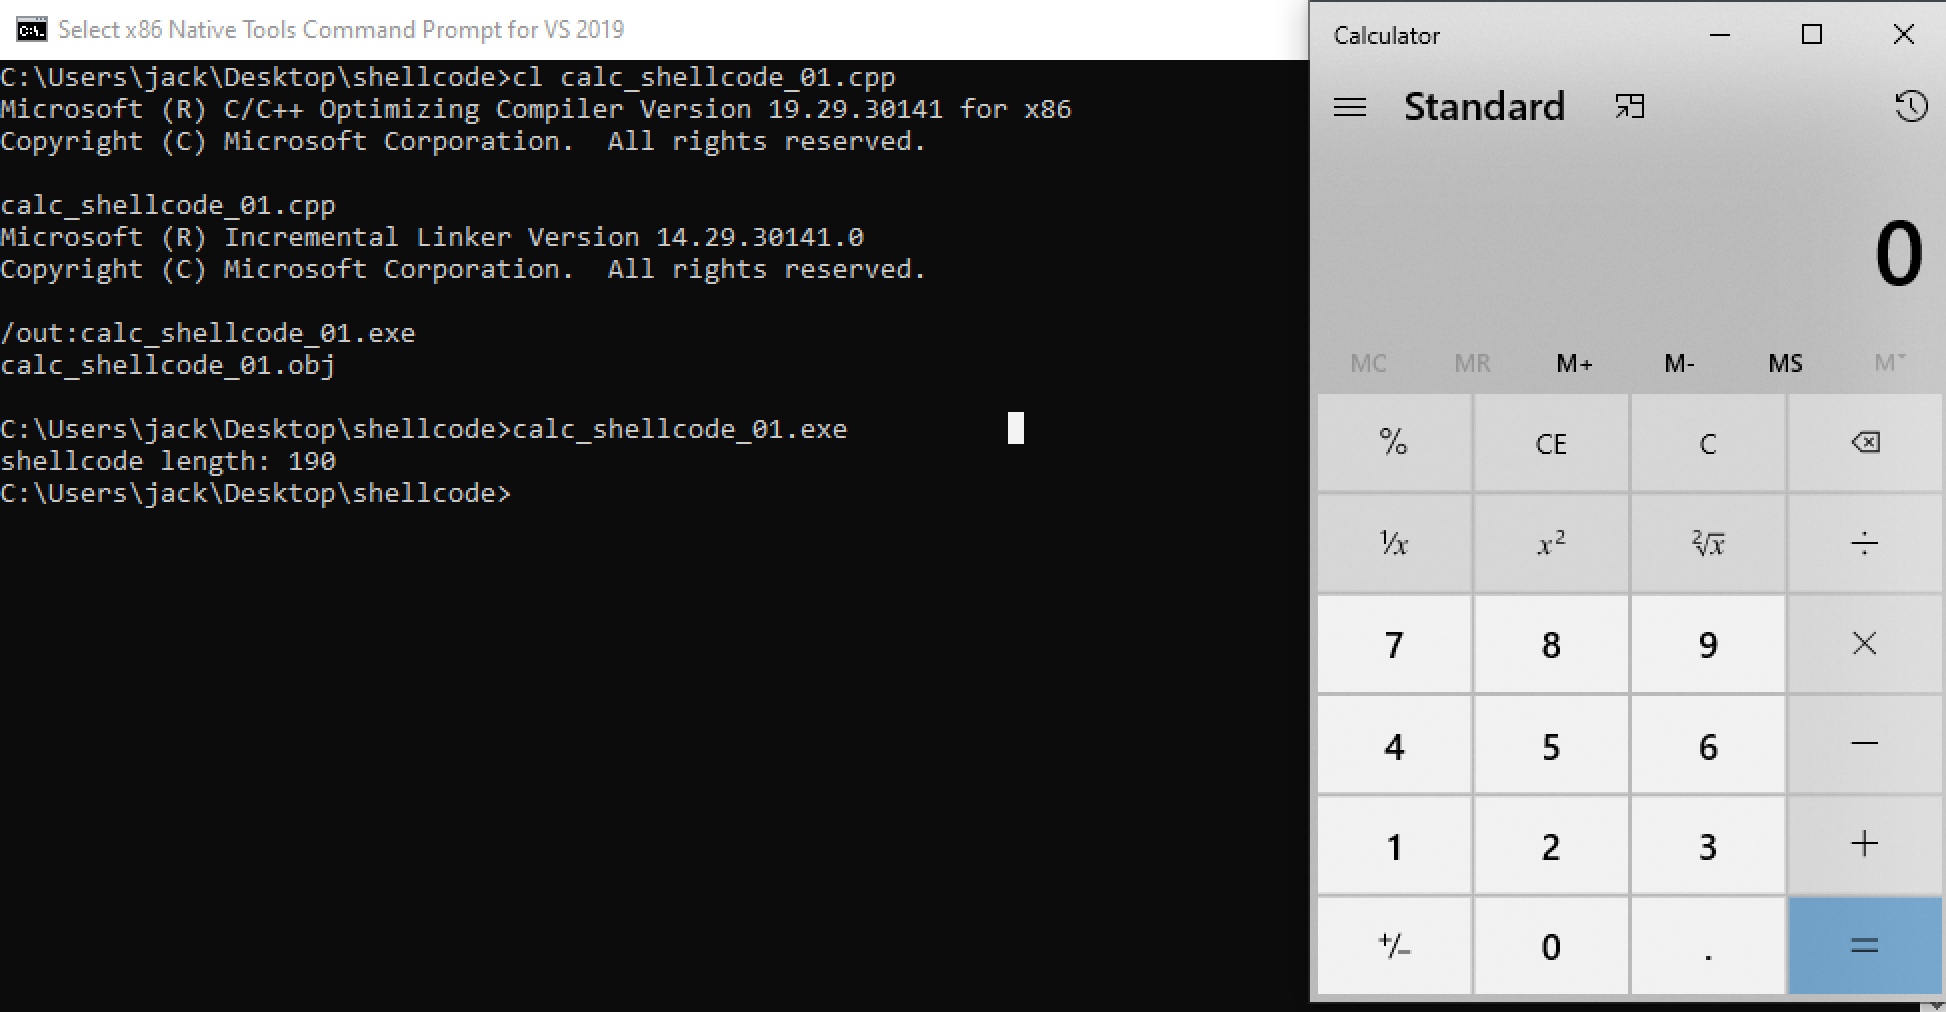 Select x86 Native Tools Command Prompt for VS 2019
C:\Users\jack\Desktop\shellcode>cl calc_shellcode_01.cpp
Microsoft (R) C/C++ Optimizing Compiler Version 19.29.30141 for x86
Copyright (C) Microsoft Corporation.  All rights reserved.
calc_shellcode_01.cpp
Microsoft (R) Incremental Linker Version 14.29.30141.0
Copyright (C) Microsoft Corporation.  All rights reserved.
/out:calc_shellcode_01.exe
calc_shellcode_01.obj
C:\Users\jack\Desktop\shellcode>calc_shellcode_01.exe
shellcode length: 190
C:\Users\jack\Desktop\shellcode>
Calculator
Standard
0
MC MR M+ M- MS M˅
% CE C
¹/x x² ²√x ÷
7 8 9 ×
4 5 6 −
1 2 3 +
+/− 0 . =